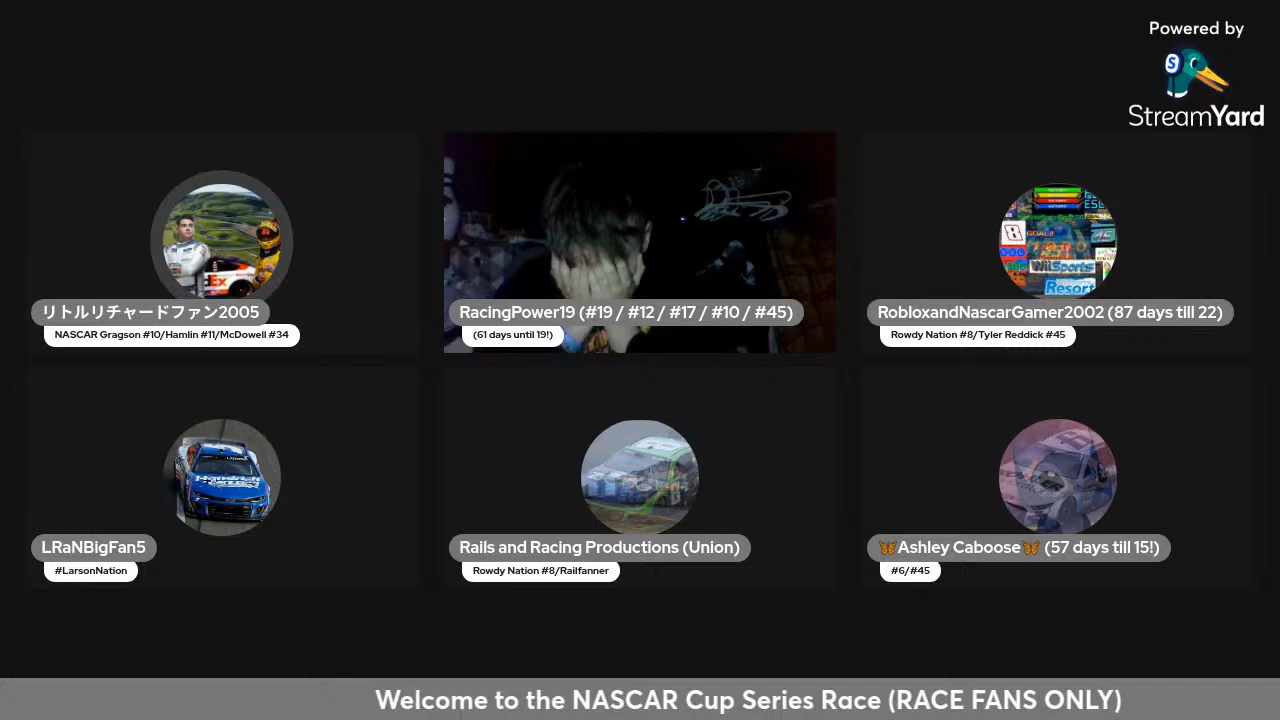 Powered by
StreamYard
リトルリチャードファン2005
NASCAR Gragson #10/Hamlin #11/McDowell #34
RacingPower19 (#19 / #12 / #17 / #10 / #45)
(61 days until 19!)
RobloxandNascarGamer2002 (87 days till 22)
Rowdy Nation #8/Tyler Reddick #45
LRaNBigFan5
#LarsonNation
Rails and Racing Productions (Union)
Rowdy Nation #8/Railfanner
🦋Ashley Caboose🦋 (57 days till 15!)
#6/#45
Welcome to the NASCAR Cup Series Race (RACE FANS ONLY)